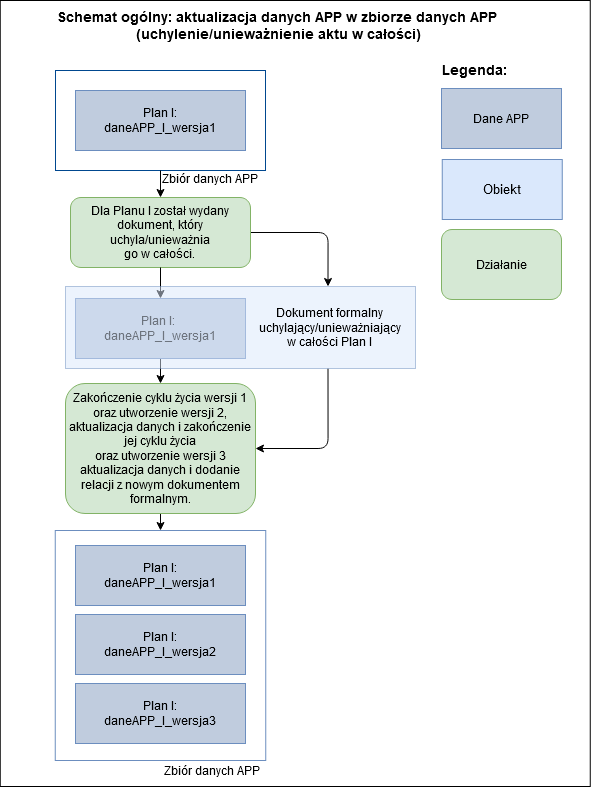 Schemat ogólny: aktualizacja danych APP w zbiorze danych APP
(uchylenie/unieważnienie aktu w całości)
Legenda:
Dane APP
Obiekt
Działanie
Plan I:
daneAPP_I_wersja1
Zbiór danych APP
Dla Planu I został wydany
dokument, który
uchyla/unieważnia
go w całości.
Plan I:
daneAPP_I_wersja1
Dokument formalny
uchylający/unieważniający
w całości Plan I
Zakończenie cyklu życia wersji 1
oraz utworzenie wersji 2,
aktualizacja danych i zakończenie
jej cyklu życia
oraz utworzenie wersji 3
aktualizacja danych i dodanie
relacji z nowym dokumentem
formalnym.
Plan I:
daneAPP_I_wersja1
Plan I:
daneAPP_I_wersja2
Plan I:
daneAPP_I_wersja3
Zbiór danych APP